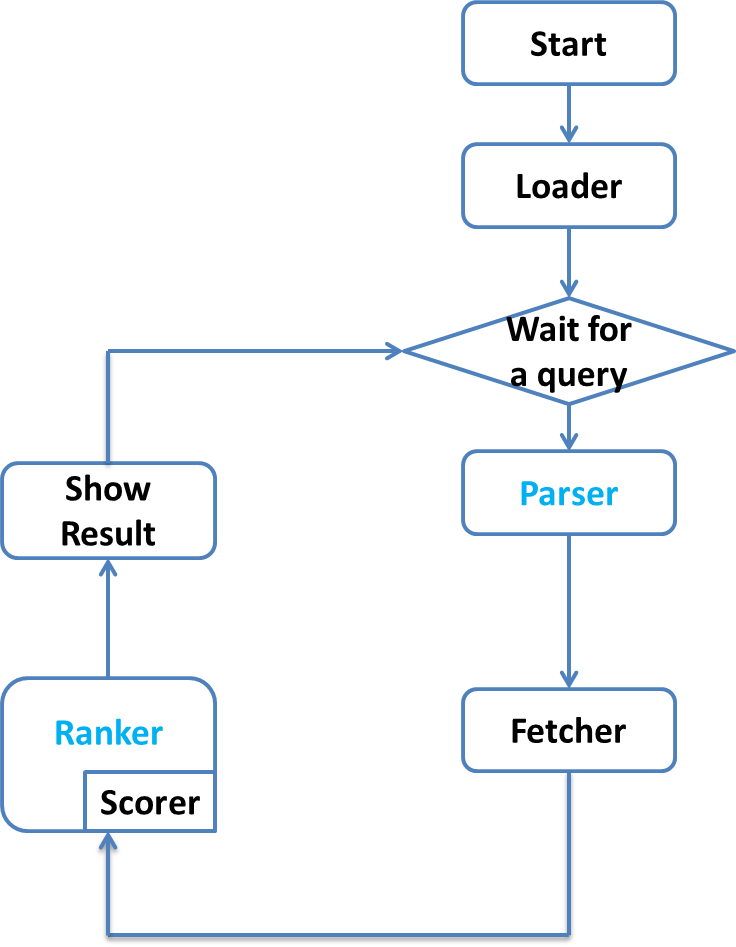 Start
Loader
Wait for
a query
Parser
Show
Result
Fetcher
Ranker
Scorer